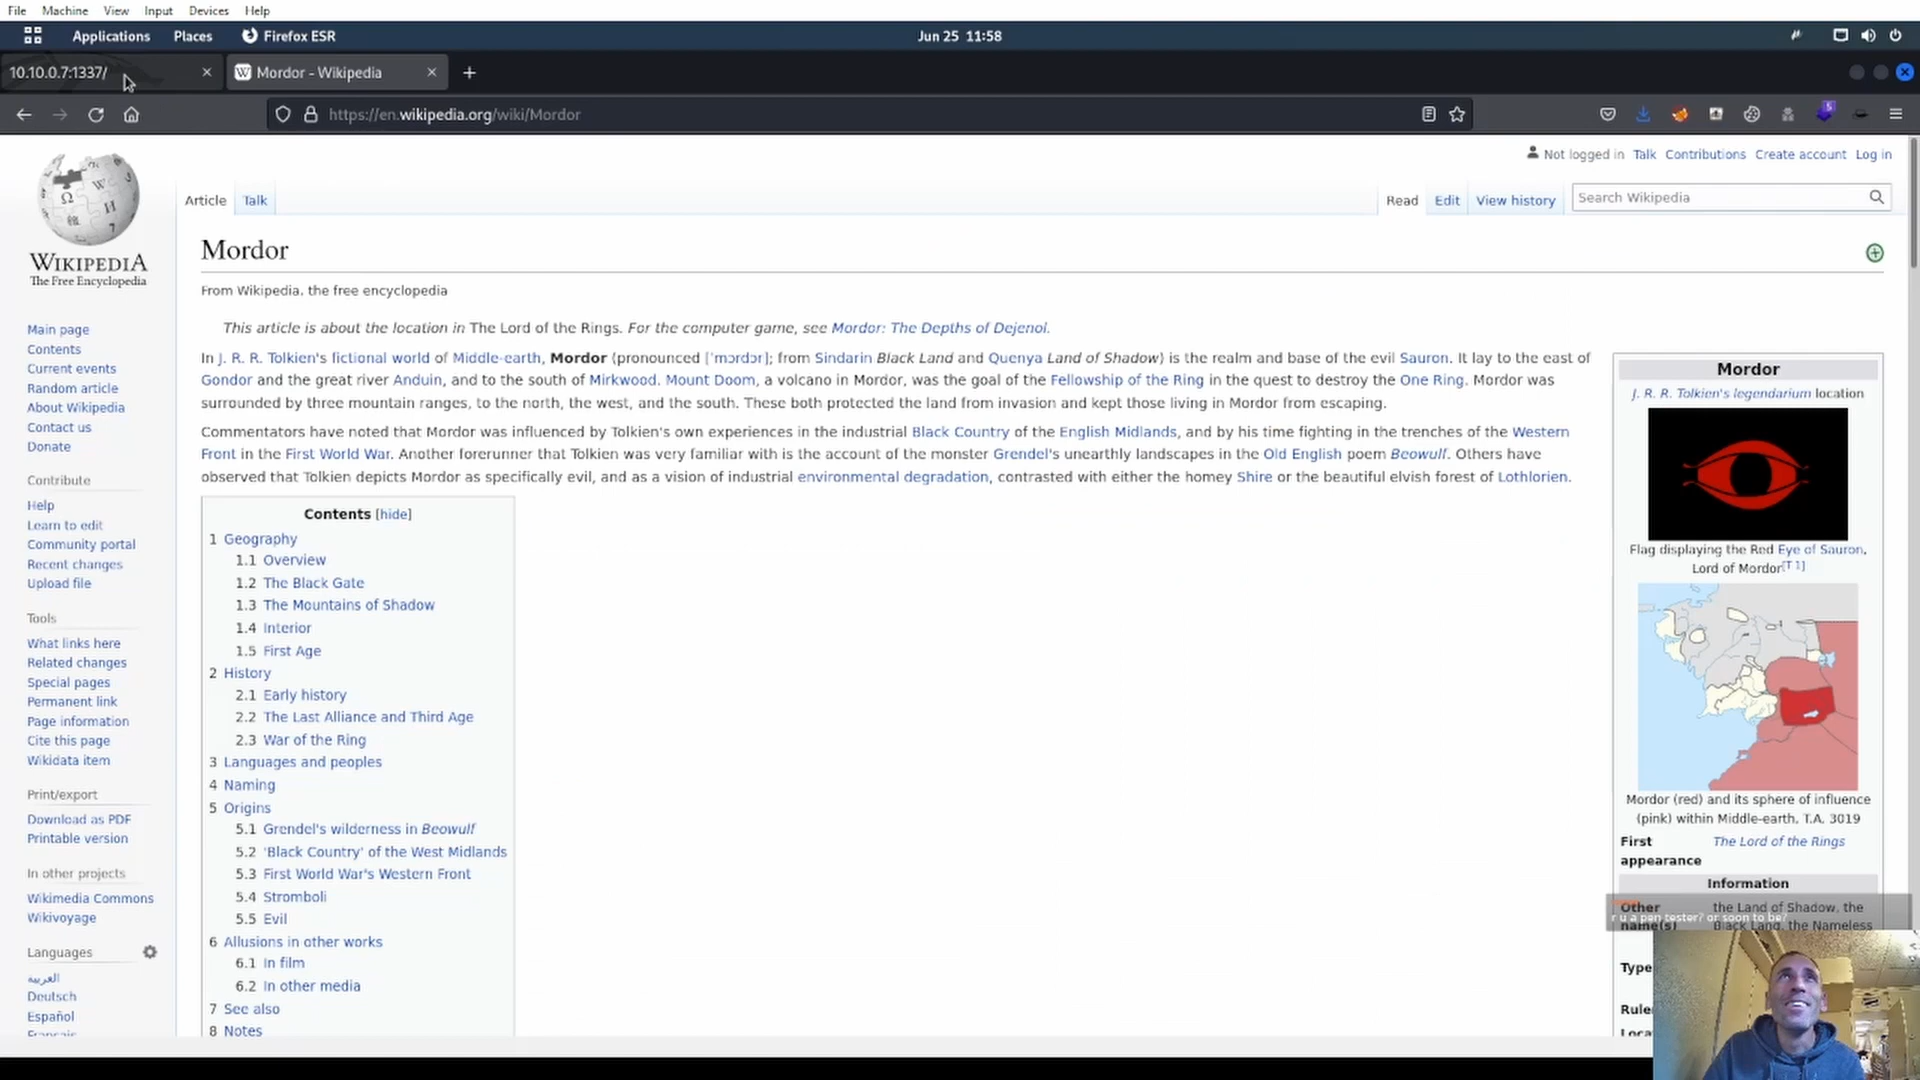 File Machine View Input Devices Help
Applications Places Firefox ESR Jun 25 11:58
10.10.0.7:1337/ Mordor - Wikipedia
https://en.wikipedia.org/wiki/Mordor
5
Not logged in Talk Contributions Create account Log in
Article Talk Read Edit View history Search Wikipedia
WIKIPEDIA
The Free Encyclopedia
Main page
Contents
Current events
Random article
About Wikipedia
Contact us
Donate
Contribute
Help
Learn to edit
Community portal
Recent changes
Upload file
Tools
What links here
Related changes
Special pages
Permanent link
Page information
Cite this page
Wikidata item
Print/export
Download as PDF
Printable version
In other projects
Wikimedia Commons
Wikivoyage
Languages
العربية
Deutsch
Español
Français
Mordor
From Wikipedia, the free encyclopedia
This article is about the location in The Lord of the Rings. For the computer game, see Mordor: The Depths of Dejenol.
In J. R. R. Tolkien's fictional world of Middle-earth, Mordor (pronounced [ˈmɔrdɔr]; from Sindarin Black Land and Quenya Land of Shadow) is the realm and base of the evil Sauron. It lay to the east of
Gondor and the great river Anduin, and to the south of Mirkwood. Mount Doom, a volcano in Mordor, was the goal of the Fellowship of the Ring in the quest to destroy the One Ring. Mordor was
surrounded by three mountain ranges, to the north, the west, and the south. These both protected the land from invasion and kept those living in Mordor from escaping.
Commentators have noted that Mordor was influenced by Tolkien's own experiences in the industrial Black Country of the English Midlands, and by his time fighting in the trenches of the Western
Front in the First World War. Another forerunner that Tolkien was very familiar with is the account of the monster Grendel's unearthly landscapes in the Old English poem Beowulf. Others have
observed that Tolkien depicts Mordor as specifically evil, and as a vision of industrial environmental degradation, contrasted with either the homey Shire or the beautiful elvish forest of Lothlorien.
Contents [hide]
1 Geography
1.1 Overview
1.2 The Black Gate
1.3 The Mountains of Shadow
1.4 Interior
1.5 First Age
2 History
2.1 Early history
2.2 The Last Alliance and Third Age
2.3 War of the Ring
3 Languages and peoples
4 Naming
5 Origins
5.1 Grendel's wilderness in Beowulf
5.2 'Black Country' of the West Midlands
5.3 First World War's Western Front
5.4 Stromboli
5.5 Evil
6 Allusions in other works
6.1 In film
6.2 In other media
7 See also
8 Notes
Mordor
J. R. R. Tolkien's legendarium location
Flag displaying the Red Eye of Sauron,
Lord of Mordor[T 1]
Mordor (red) and its sphere of influence
(pink) within Middle-earth, T.A. 3019
First The Lord of the Rings
appearance
Information
Other the Land of Shadow, the
name(s) Black Land, the Nameless
r u a pen tester? or soon to be?
Type
Rule
Loca